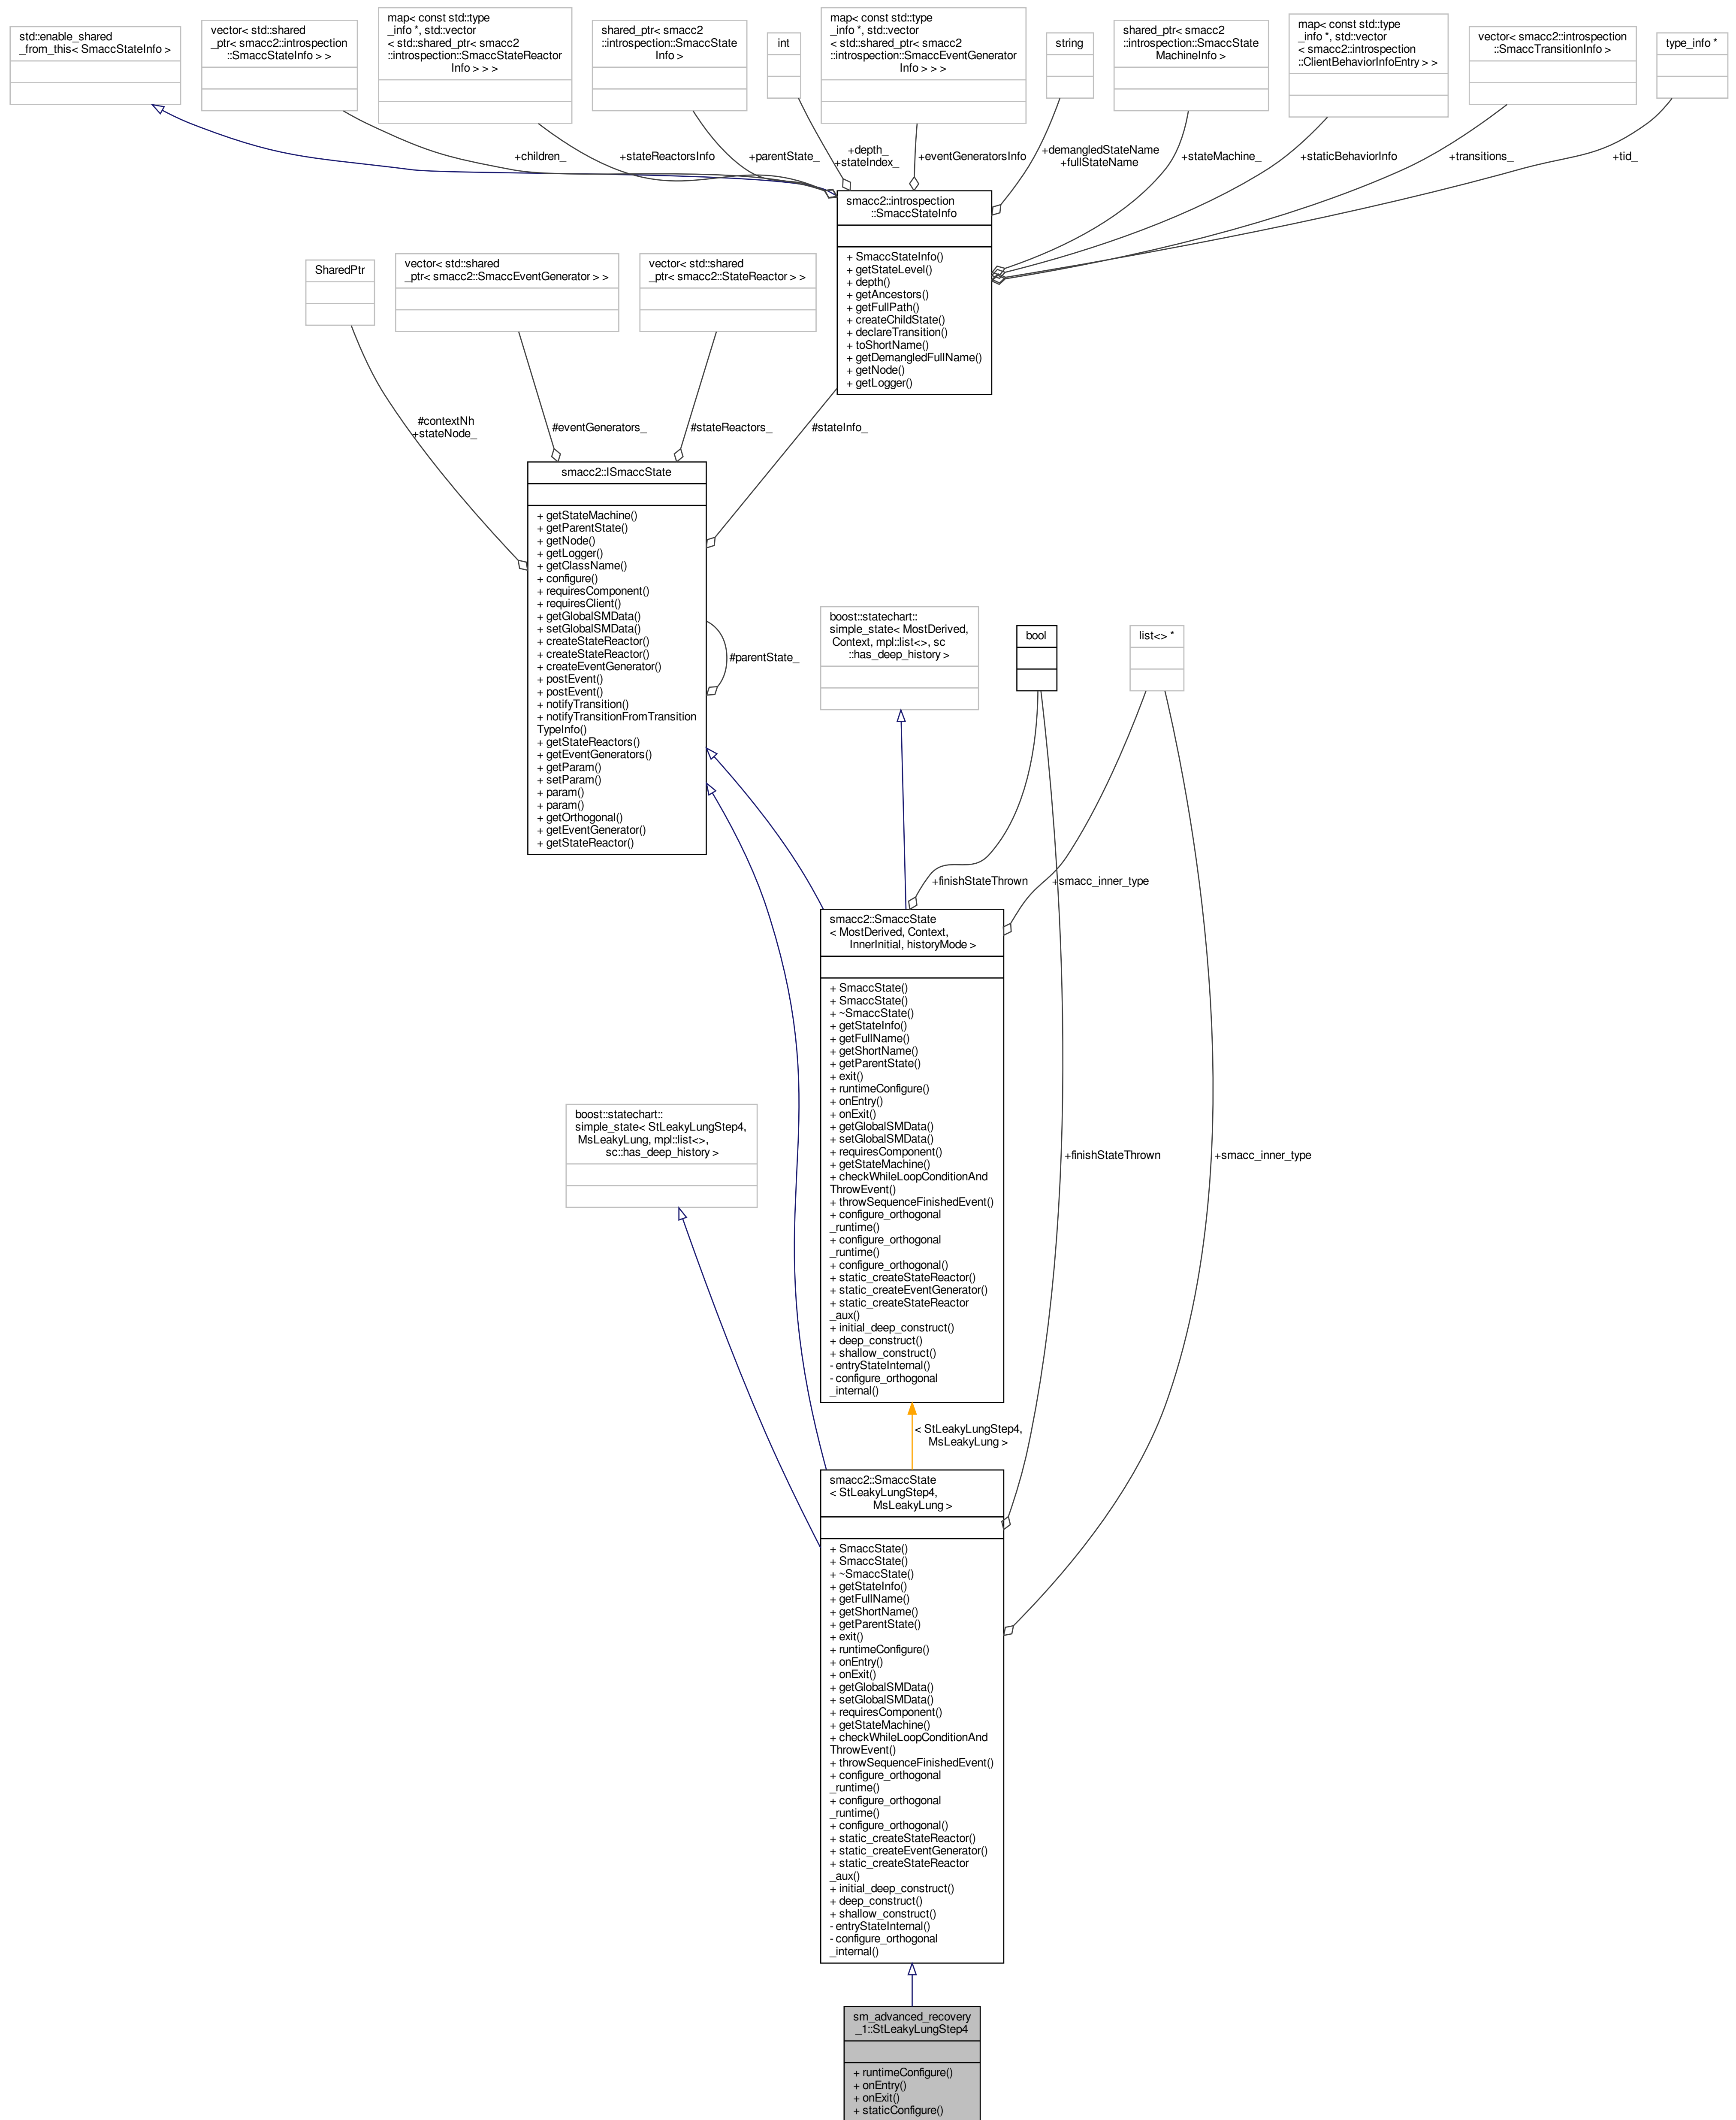 std::enable_shared
_from_this< SmaccStateInfo >
vector< std::shared
_ptr< smacc2::introspection
::SmaccStateInfo > >
map< const std::type
_info *, std::vector
< std::shared_ptr< smacc2
::introspection::SmaccStateReactor
Info > > >
shared_ptr< smacc2
::introspection::SmaccState
Info >
int
map< const std::type
_info *, std::vector
< std::shared_ptr< smacc2
::introspection::SmaccEventGenerator
Info > > >
string
shared_ptr< smacc2
::introspection::SmaccState
MachineInfo >
map< const std::type
_info *, std::vector
< smacc2::introspection
::ClientBehaviorInfoEntry > >
vector< smacc2::introspection
::SmaccTransitionInfo >
type_info *
+children_
+stateReactorsInfo
+parentState_
+depth_
+stateIndex_
+eventGeneratorsInfo
+demangledStateName
+fullStateName
+stateMachine_
+staticBehaviorInfo
+transitions_
+tid_
smacc2::introspection
::SmaccStateInfo
+ SmaccStateInfo()
+ getStateLevel()
+ depth()
+ getAncestors()
+ getFullPath()
+ createChildState()
+ declareTransition()
+ toShortName()
+ getDemangledFullName()
+ getNode()
+ getLogger()
SharedPtr
vector< std::shared
_ptr< smacc2::SmaccEventGenerator > >
vector< std::shared
_ptr< smacc2::StateReactor > >
#contextNh
+stateNode_
#eventGenerators_
#stateReactors_
#stateInfo_
smacc2::ISmaccState
+ getStateMachine()
+ getParentState()
+ getNode()
+ getLogger()
+ getClassName()
+ configure()
+ requiresComponent()
+ requiresClient()
+ getGlobalSMData()
+ setGlobalSMData()
+ createStateReactor()
+ createStateReactor()
+ createEventGenerator()
+ postEvent()
+ postEvent()
+ notifyTransition()
+ notifyTransitionFromTransition
TypeInfo()
+ getStateReactors()
+ getEventGenerators()
+ getParam()
+ setParam()
+ param()
+ param()
+ getOrthogonal()
+ getEventGenerator()
+ getStateReactor()
#parentState_
boost::statechart::
simple_state< MostDerived,
Context, mpl::list<>, sc
::has_deep_history >
bool
list<> *
+finishStateThrown
+smacc_inner_type
smacc2::SmaccState
< MostDerived, Context,
InnerInitial, historyMode >
+ SmaccState()
+ SmaccState()
+ ~SmaccState()
+ getStateInfo()
+ getFullName()
+ getShortName()
+ getParentState()
+ exit()
+ runtimeConfigure()
+ onEntry()
+ onExit()
+ getGlobalSMData()
+ setGlobalSMData()
+ requiresComponent()
+ getStateMachine()
+ checkWhileLoopConditionAnd
ThrowEvent()
+ throwSequenceFinishedEvent()
+ configure_orthogonal
_runtime()
+ configure_orthogonal
_runtime()
+ configure_orthogonal()
+ static_createStateReactor()
+ static_createEventGenerator()
+ static_createStateReactor
_aux()
+ initial_deep_construct()
+ deep_construct()
+ shallow_construct()
- entryStateInternal()
- configure_orthogonal
_internal()
boost::statechart::
simple_state< StLeakyLungStep4,
MsLeakyLung, mpl::list<>,
sc::has_deep_history >
+finishStateThrown
+smacc_inner_type
< StLeakyLungStep4,
MsLeakyLung >
smacc2::SmaccState
< StLeakyLungStep4,
MsLeakyLung >
+ SmaccState()
+ SmaccState()
+ ~SmaccState()
+ getStateInfo()
+ getFullName()
+ getShortName()
+ getParentState()
+ exit()
+ runtimeConfigure()
+ onEntry()
+ onExit()
+ getGlobalSMData()
+ setGlobalSMData()
+ requiresComponent()
+ getStateMachine()
+ checkWhileLoopConditionAnd
ThrowEvent()
+ throwSequenceFinishedEvent()
+ configure_orthogonal
_runtime()
+ configure_orthogonal
_runtime()
+ configure_orthogonal()
+ static_createStateReactor()
+ static_createEventGenerator()
+ static_createStateReactor
_aux()
+ initial_deep_construct()
+ deep_construct()
+ shallow_construct()
- entryStateInternal()
- configure_orthogonal
_internal()
sm_advanced_recovery
_1::StLeakyLungStep4
+ runtimeConfigure()
+ onEntry()
+ onExit()
+ staticConfigure()